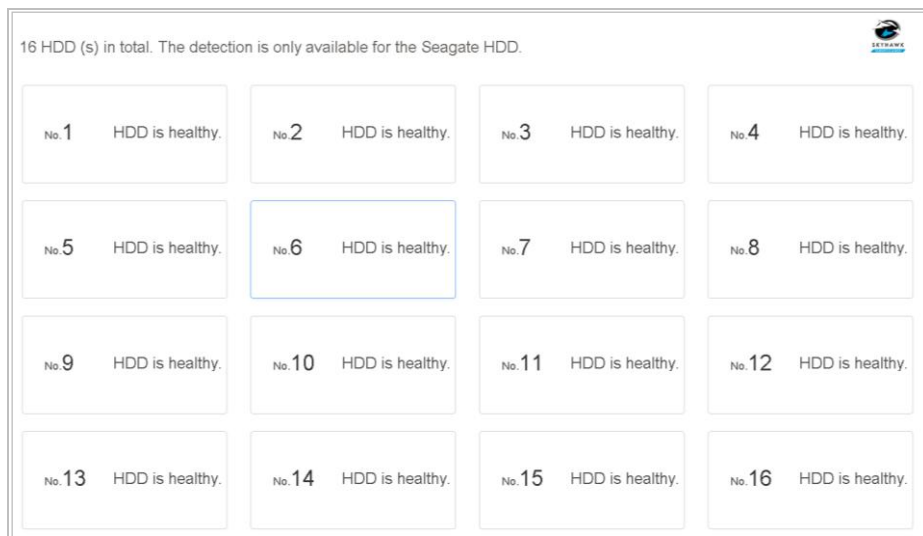 16 HDD (s) in total. The detection is only available for the Seagate HDD.
SKYHAWK
No.1 HDD is healthy.
No.2 HDD is healthy.
No.3 HDD is healthy.
No.4 HDD is healthy.
No.5 HDD is healthy.
No.6 HDD is healthy.
No.7 HDD is healthy.
No.8 HDD is healthy.
No.9 HDD is healthy.
No.10 HDD is healthy.
No.11 HDD is healthy.
No.12 HDD is healthy.
No.13 HDD is healthy.
No.14 HDD is healthy.
No.15 HDD is healthy.
No.16 HDD is healthy.